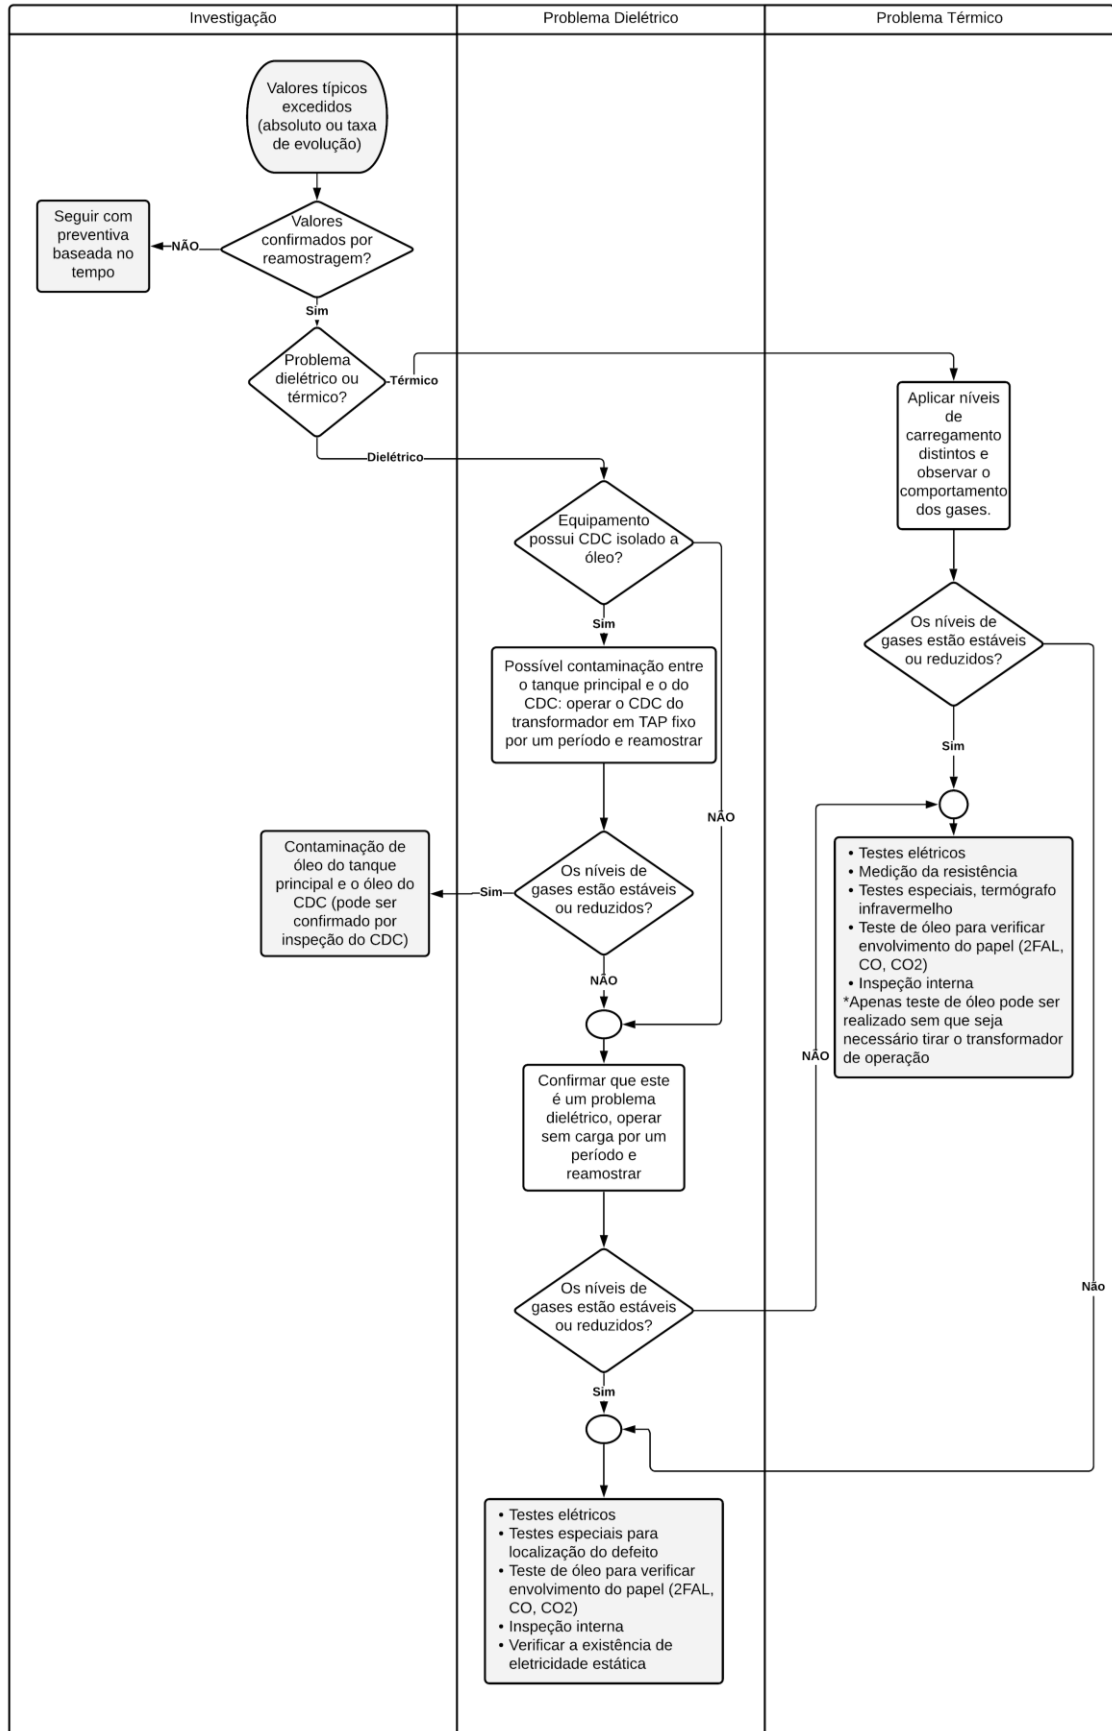 Investigação
Problema Dielétrico
Problema Térmico
Valores típicos
excedidos
(absoluto ou taxa
de evolução)
Valores
confirmados por
reamostragem?
NÃO
Seguir com
preventiva
baseada no
tempo
Sim
Problema
dielétrico ou
térmico?
Térmico
Dielétrico
Aplicar níveis
de
carregamento
distintos e
observar o
comportamento
dos gases.
Equipamento
possui CDC isolado a
óleo?
Sim
NÃO
Possível contaminação entre
o tanque principal e o do
CDC: operar o CDC do
transformador em TAP fixo
por um período e reamostrar
Os níveis de
gases estão estáveis
ou reduzidos?
Sim
Não
Os níveis de
gases estão estáveis
ou reduzidos?
Sim
Contaminação de
óleo do tanque
principal e o óleo do
CDC (pode ser
confirmado por
inspeção do CDC)
NÃO
• Testes elétricos
• Medição da resistência
• Testes especiais, termógrafo
infravermelho
• Teste de óleo para verificar
envolvimento do papel (2FAL,
CO, CO2)
• Inspeção interna
*Apenas teste de óleo pode ser
realizado sem que seja
necessário tirar o transformador
de operação
Confirmar que este
é um problema
dielétrico, operar
sem carga por um
período e
reamostrar
NÃO
Os níveis de
gases estão estáveis
ou reduzidos?
Sim
• Testes elétricos
• Testes especiais para
localização do defeito
• Teste de óleo para verificar
envolvimento do papel (2FAL,
CO, CO2)
• Inspeção interna
• Verificar a existência de
eletricidade estática